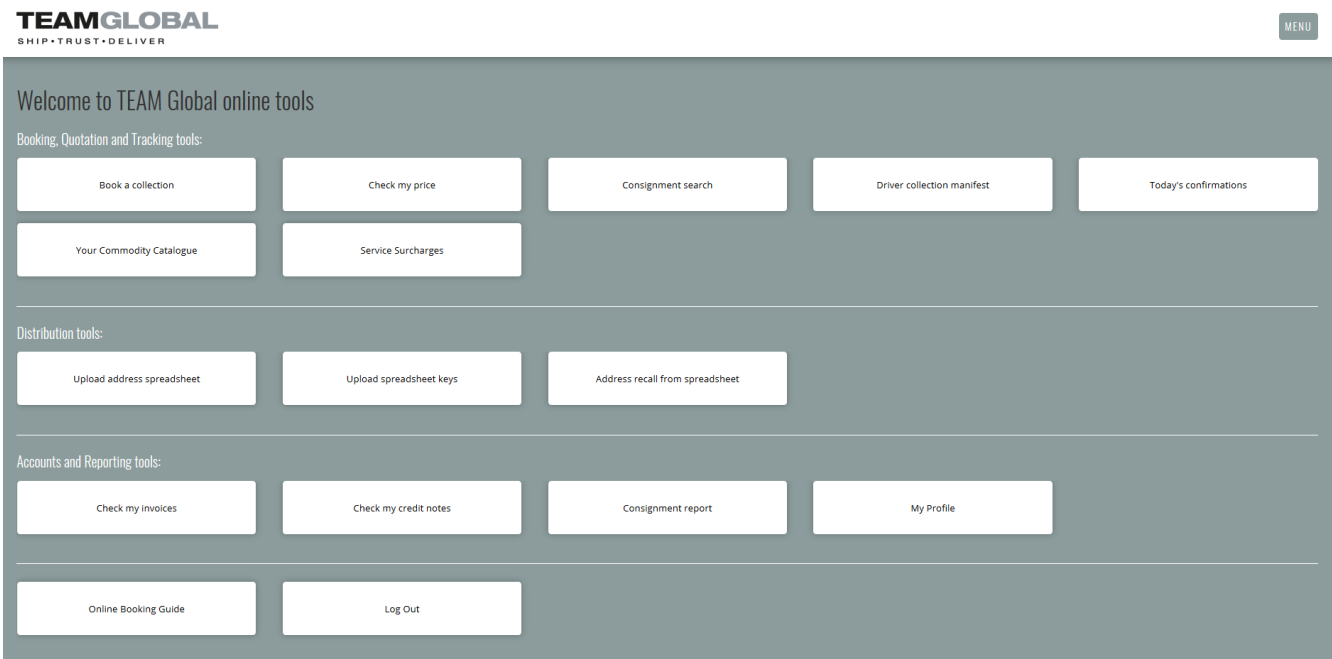 TEAMGLOBAL
SHIP•TRUST•DELIVER
MENU
Welcome to TEAM Global online tools
Booking, Quotation and Tracking tools:
Book a collection
Check my price
Consignment search
Driver collection manifest
Today's confirmations
Your Commodity Catalogue
Service Surcharges
Distribution tools:
Upload address spreadsheet
Upload spreadsheet keys
Address recall from spreadsheet
Accounts and Reporting tools:
Check my invoices
Check my credit notes
Consignment report
My Profile
Online Booking Guide
Log Out